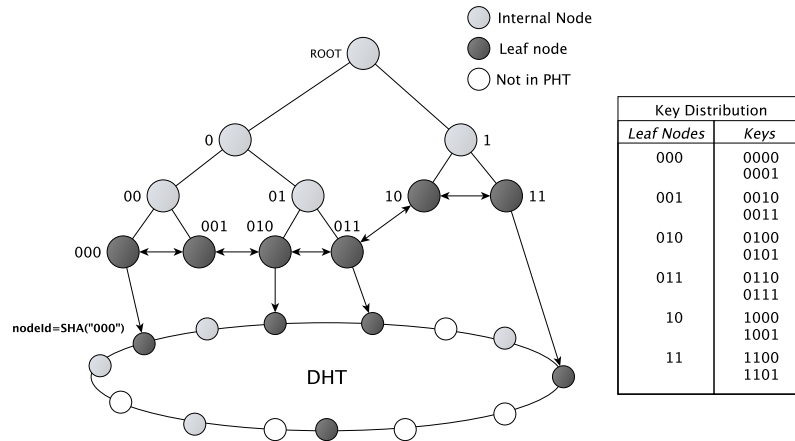 Internal Node
Leaf node
Not in PHT
ROOT
0
1
00
01
10
11
000
001
010
011
nodeId=SHA("000")
DHT
Key Distribution
Leaf Nodes Keys
000 0000
0001
001 0010
0011
010 0100
0101
011 0110
0111
10 1000
1001
11 1100
1101